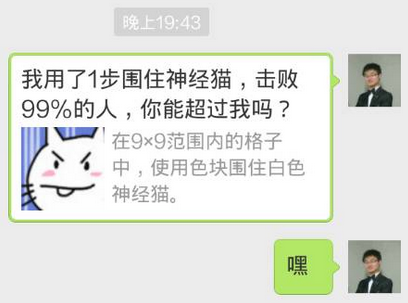 晚上19:43
我用了1步围住神经猫，击败
99%的人，你能超过我吗？
在9×9范围内的格子
中，使用色块围住白色
神经猫。
嘿